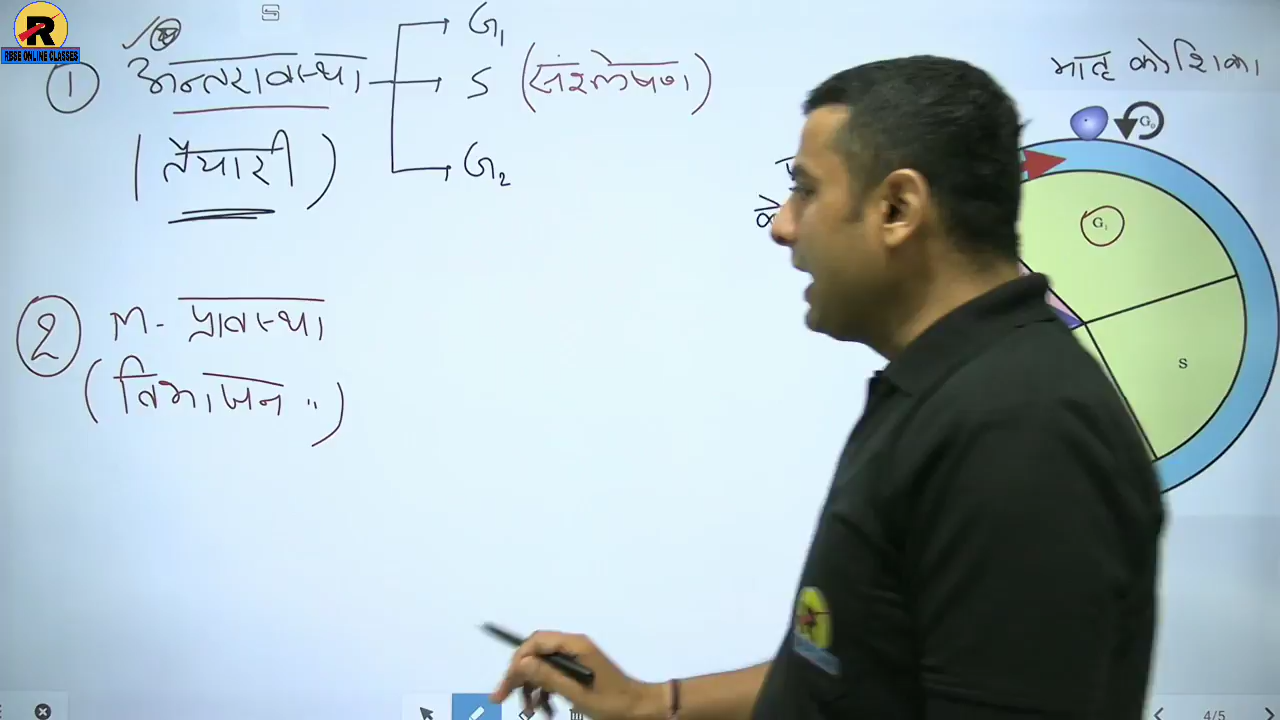 R
RBSE ONLINE CLASSES
1 अन्तरावस्था
G₁
S (संश्लेषण)
G₂
(तैयारी)
2 M- प्रावस्था
(विभाजन ")
मातृ कोशिका
G₀
G₁
S
4/5